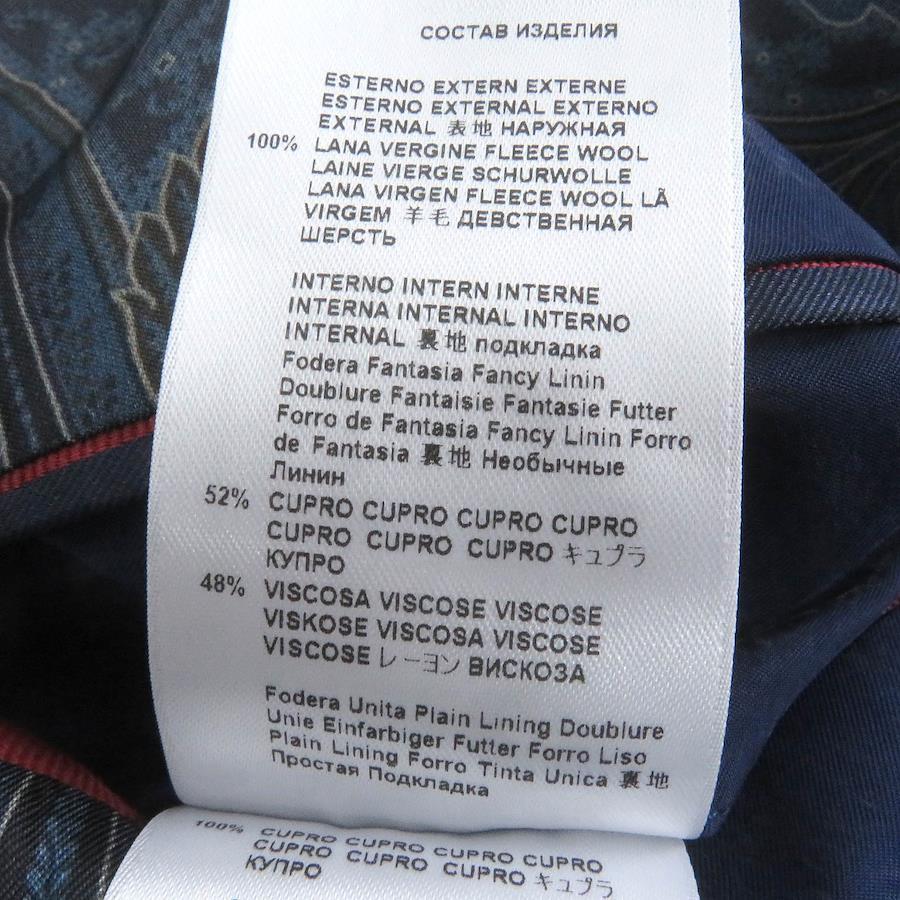 СОСТАВ ИЗДЕЛИЯ
ESTERNO EXTERN EXTERNE
ESTERNO EXTERNAL EXTERNO
EXTERNAL 表地 НАРУЖНАЯ
100% LANA VERGINE FLEECE WOOL
LAINE VIERGE SCHURWOLLE
LANA VIRGEN FLEECE WOOL LÃ
VIRGEM 羊毛 ДЕВСТВЕННАЯ
ШЕРСТЬ
INTERNO INTERN INTERNE
INTERNA INTERNAL INTERNO
INTERNAL 裏地 подкладка
Fodera Fantasia Fancy Linin
Doublure Fantaisie Fantasie Futter
Forro de Fantasia Fancy Linin Forro
de Fantasia 裏地 Необычные
Линин
52% CUPRO CUPRO CUPRO CUPRO
CUPRO CUPRO CUPRO キュプラ
КУПРО
48% VISCOSA VISCOSE VISCOSE
VISKOSE VISCOSA VISCOSE
VISCOSE レーヨン ВИСКОЗА
Fodera Unita Plain Lining Doublure
Unie Einfarbiger Futter Forro Liso
Plain Lining Forro Tinta Unica 裏地
Простая Подкладка
100% CUPRO CUPRO CUPRO CUPRO
CUPRO CUPRO CUPRO キュプラ
КУПРО